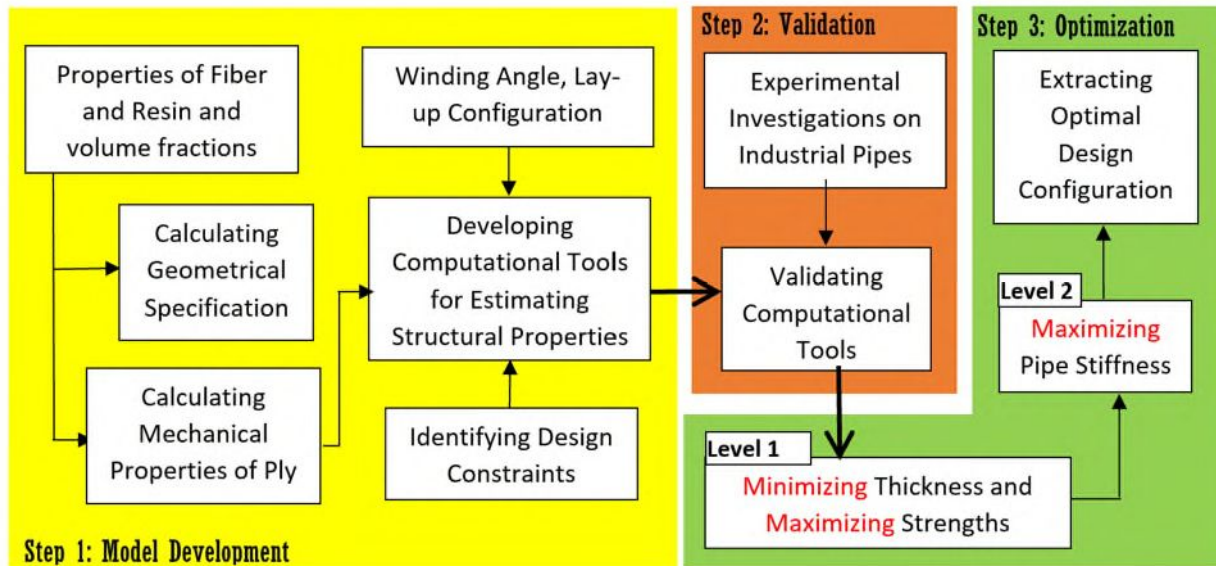 Properties of Fiber
and Resin and
volume fractions
Winding Angle, Lay-
up Configuration
Calculating
Geometrical
Specification
Developing
Computational Tools
for Estimating
Structural Properties
Calculating
Mechanical
Properties of Ply
Identifying Design
Constraints
Step 1: Model Development
Step 2: Validation
Experimental
Investigations on
Industrial Pipes
Validating
Computational
Tools
Step 3: Optimization
Extracting
Optimal
Design
Configuration
Level 2
Maximizing
Pipe Stiffness
Level 1
Minimizing Thickness and
Maximizing Strengths